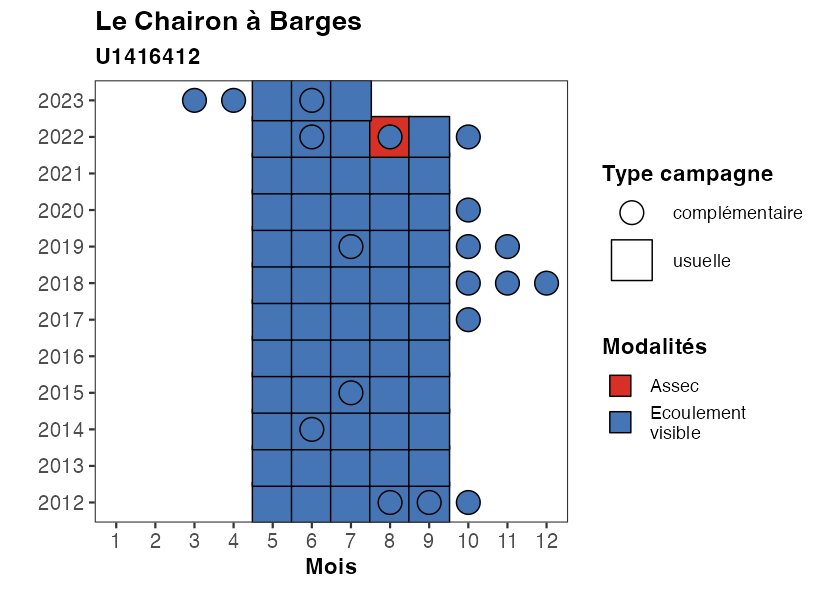 Le Chairon à Barges
U1416412
2023
2022
2021
2020
2019
2018
2017
2016
2015
2014
2013
2012
1 2 3 4 5 6 7 8 9 10 11 12
Mois
Type campagne
complémentaire
usuelle
Modalités
Assec
Ecoulement
visible